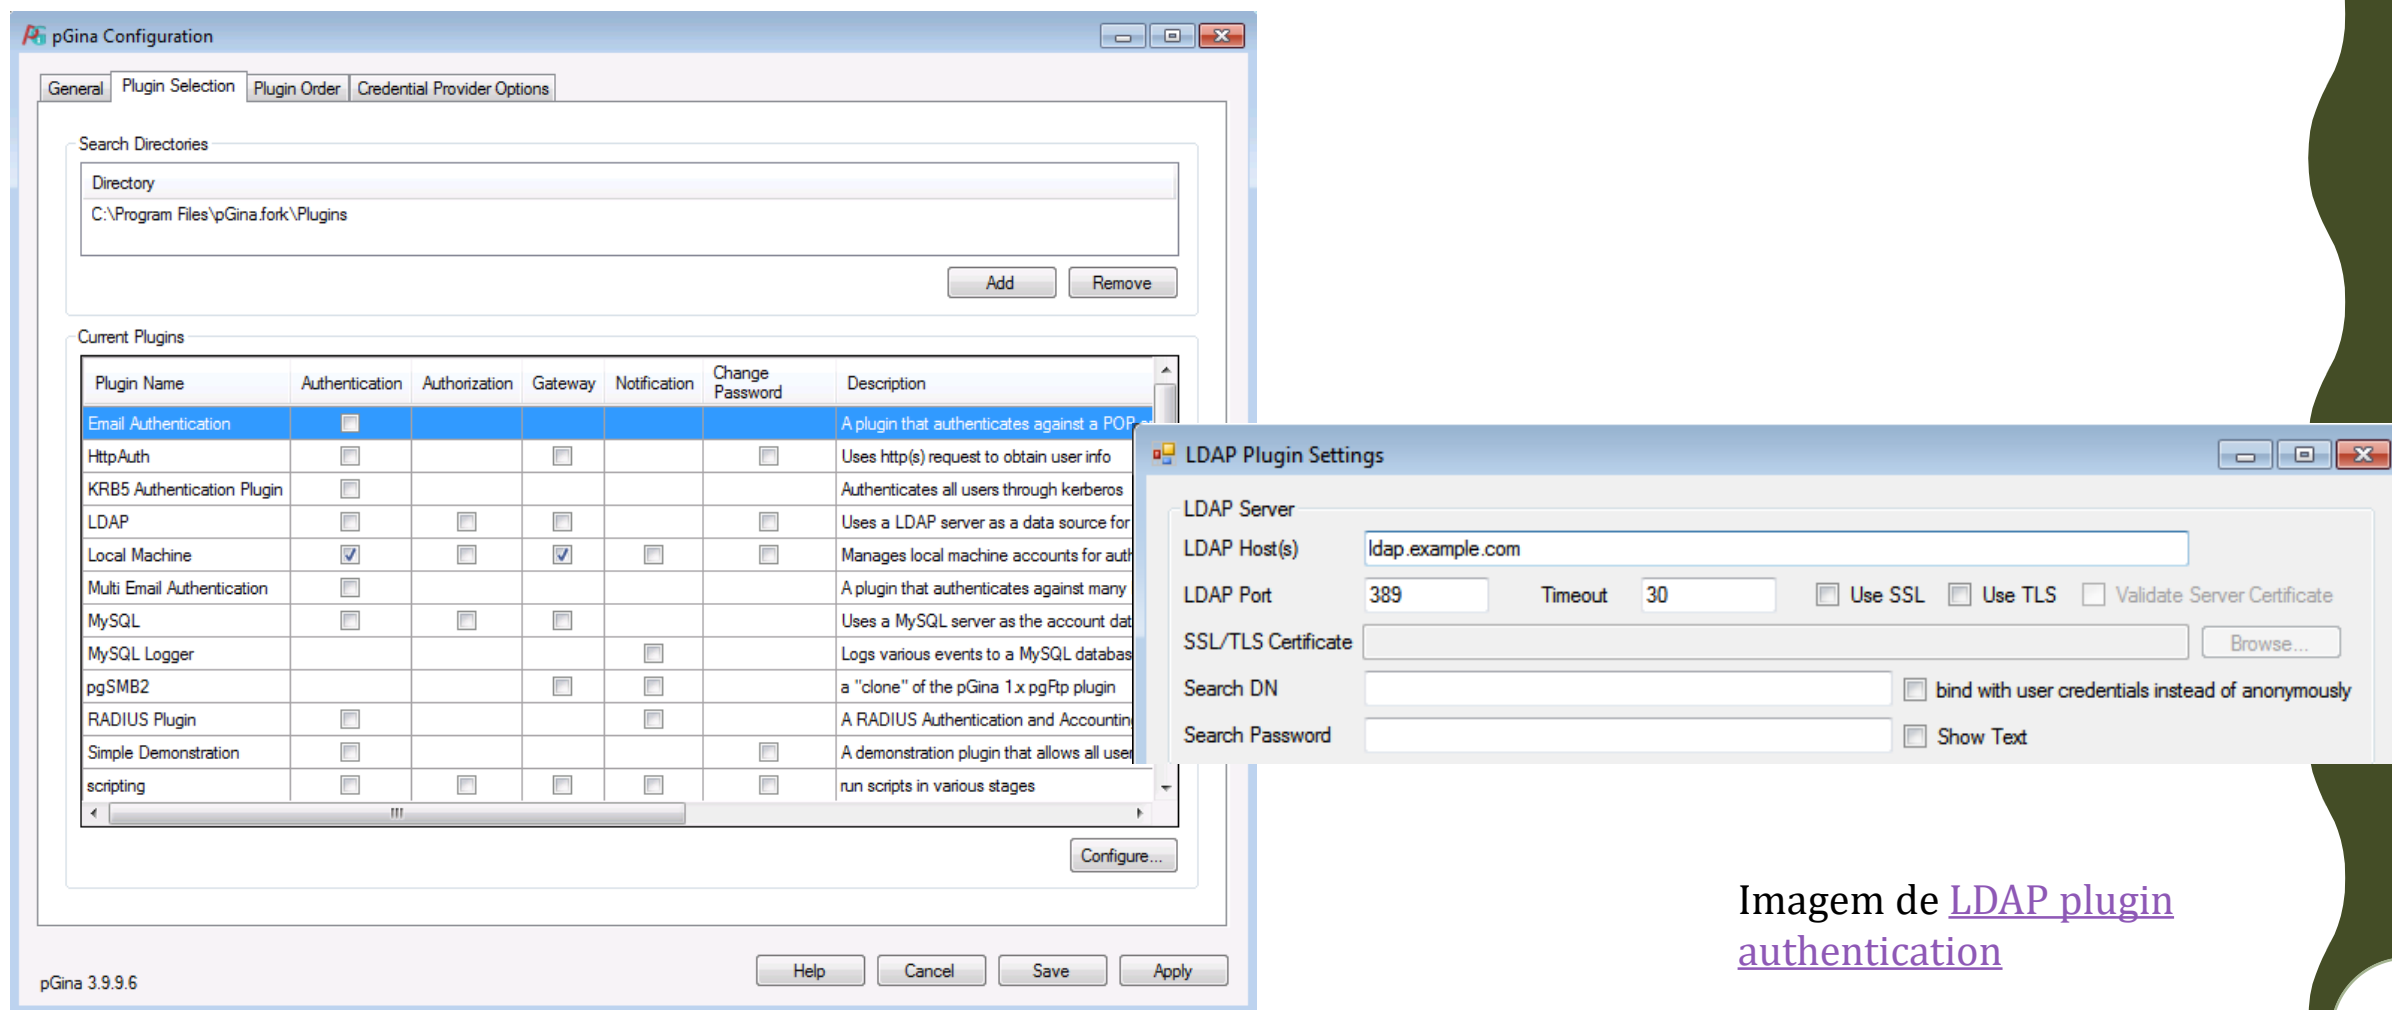 pGina Configuration
General Plugin Selection Plugin Order Credential Provider Options
Search Directories
Directory
C:\Program Files\pGina.fork\Plugins
Add Remove
Current Plugins
Plugin Name Authentication Authorization Gateway Notification Change Password Description
Email Authentication A plugin that authenticates against a POP
HttpAuth Uses http(s) request to obtain user info
KRB5 Authentication Plugin Authenticates all users through kerberos
LDAP Uses a LDAP server as a data source for
Local Machine Manages local machine accounts for auth
Multi Email Authentication A plugin that authenticates against many
MySQL Uses a MySQL server as the account dat
MySQL Logger Logs various events to a MySQL databas
pgSMB2 a "clone" of the pGina 1.x pgFtp plugin
RADIUS Plugin A RADIUS Authentication and Accountin
Simple Demonstration A demonstration plugin that allows all user
scripting run scripts in various stages
Configure...
Help Cancel Save Apply
pGina 3.9.9.6
LDAP Plugin Settings
LDAP Server
LDAP Host(s) ldap.example.com
LDAP Port 389 Timeout 30 Use SSL Use TLS Validate Server Certificate
SSL/TLS Certificate Browse...
Search DN bind with user credentials instead of anonymously
Search Password Show Text
Imagem de LDAP plugin
authentication